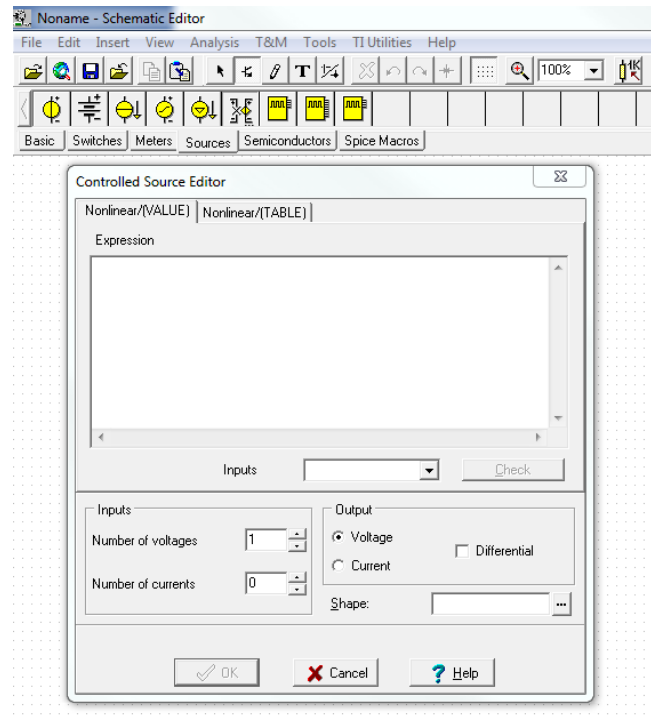 Noname - Schematic Editor
File Edit Insert View Analysis T&M Tools TI Utilities Help
T 100% 1K
Basic Switches Meters Sources Semiconductors Spice Macros
Controlled Source Editor
Nonlinear/(VALUE) Nonlinear/(TABLE)
Expression
Inputs Check
Inputs Output
Number of voltages 1 Voltage Differential
Current
Number of currents 0
Shape: ...
OK Cancel ? Help